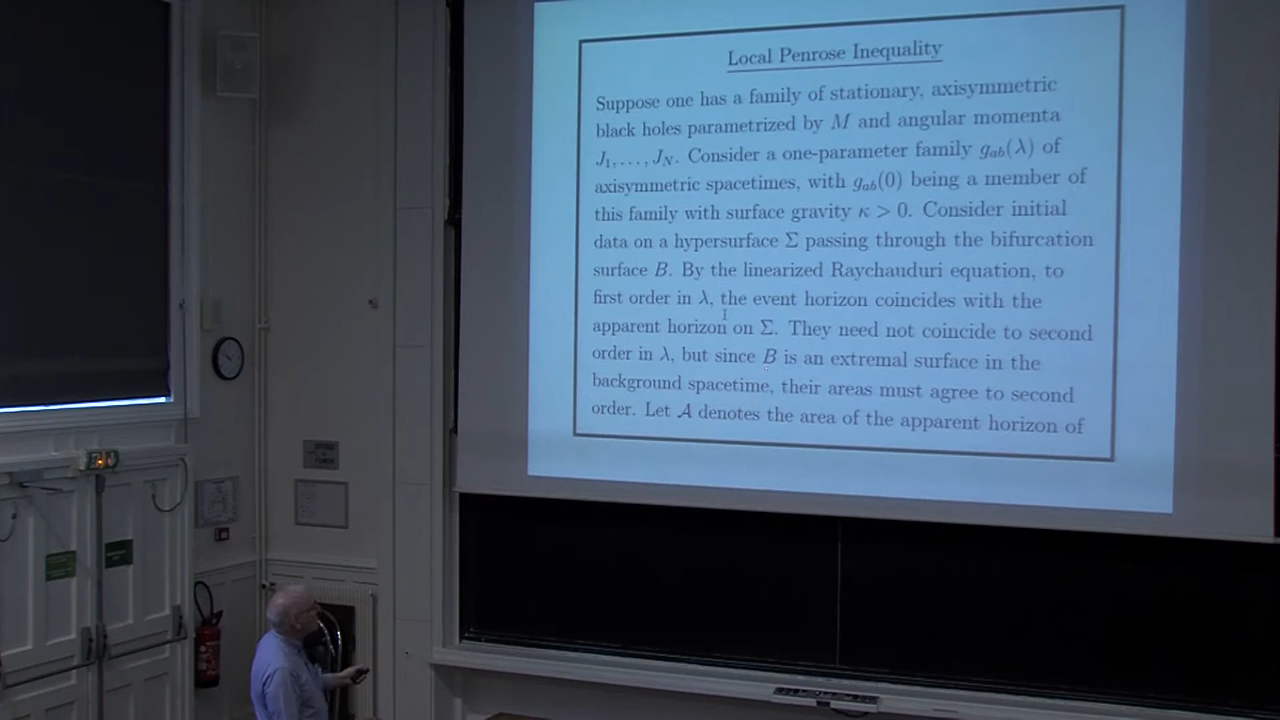 Local Penrose Inequality
Suppose one has a family of stationary, axisymmetric
black holes parametrized by M and angular momenta
J₁, . . . , J_N. Consider a one-parameter family g_ab(λ) of
axisymmetric spacetimes, with g_ab(0) being a member of
this family with surface gravity κ > 0. Consider initial
data on a hypersurface Σ passing through the bifurcation
surface B. By the linearized Raychauduri equation, to
first order in λ, the event horizon coincides with the
apparent horizon on Σ. They need not coincide to second
order in λ, but since B is an extremal surface in the
background spacetime, their areas must agree to second
order. Let 𝒜 denotes the area of the apparent horizon of